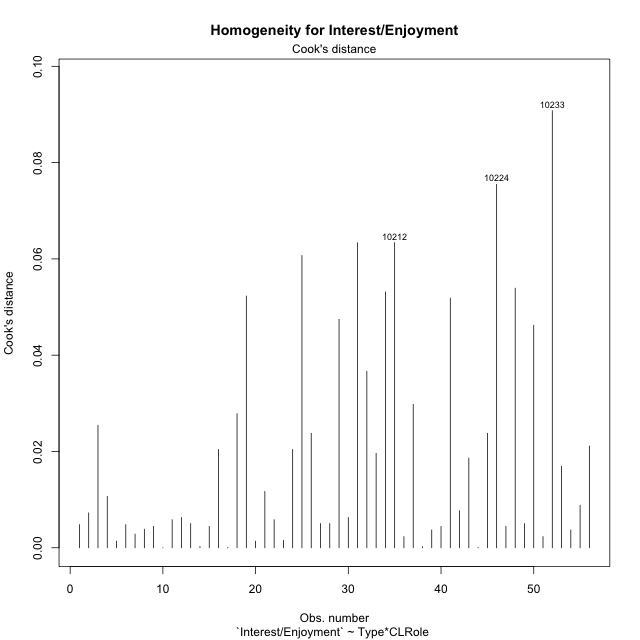 Homogeneity for Interest/Enjoyment
Cook's distance
0.10
0.08
0.06
0.04
0.02
0.00
Cook's distance
10233
10224
10212
0 10 20 30 40 50
Obs. number
`Interest/Enjoyment` ~ Type*CLRole